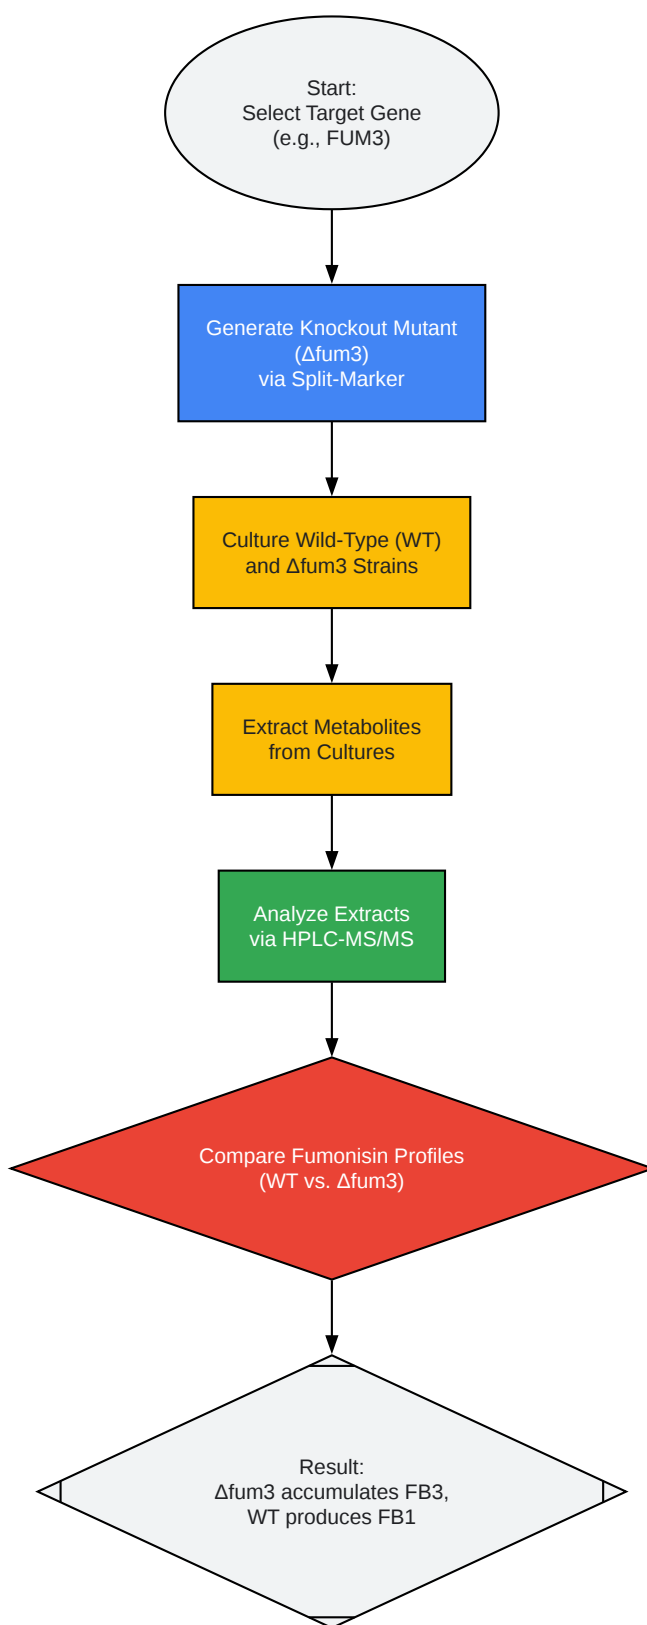 Start:
Select Target Gene
(e.g., FUM3)
Generate Knockout Mutant
(Δfum3)
via Split-Marker
Culture Wild-Type (WT)
and Δfum3 Strains
Extract Metabolites
from Cultures
Analyze Extracts
via HPLC-MS/MS
Compare Fumonisin Profiles
(WT vs. Δfum3)
Result:
Δfum3 accumulates FB3,
WT produces FB1